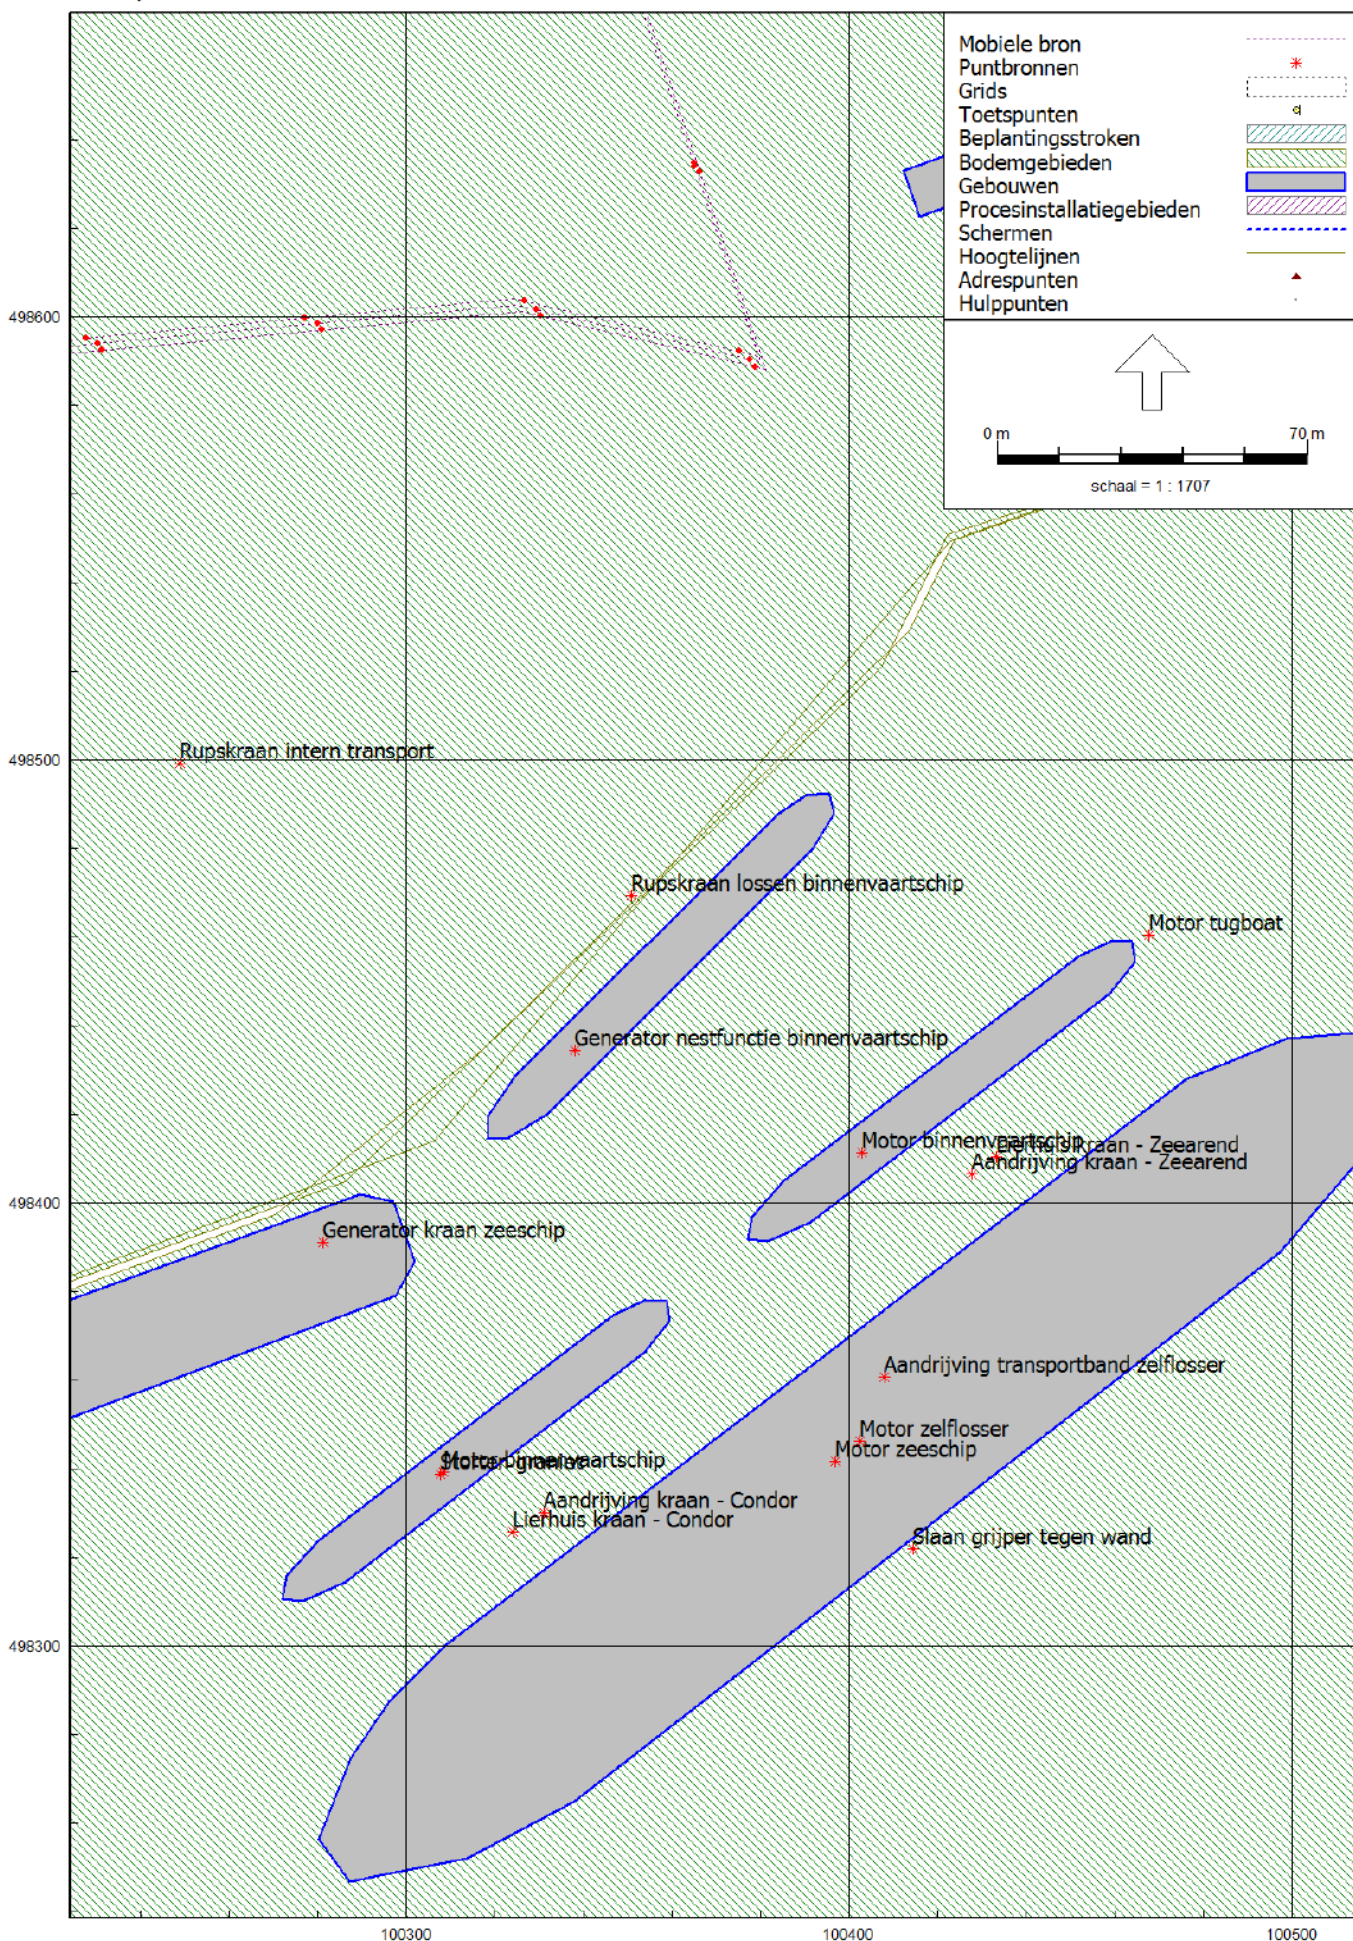 Mobiele bron
Puntbronnen
Grids
Toetspunten
Beplantingsstroken
Bodemgebieden
Gebouwen
Procesinstallatiegebieden
Schermen
Hoogtelijnen
Adrespunten
Hulppunten
498600
0 m 70 m
schaal = 1 : 1707
Rupskraan intern transport
498500
Rupskraan lossen binnenvaartschip
Motor tugboat
Generator nestfunctie binnenvaartschip
Motor binnenvaartschip
Lierhuis kraan - Zeearend
Aandrijving kraan - Zeearend
498400
Generator kraan zeeschip
Aandrijving transportband zelflosser
Motor zelflosser
Motor zeeschip
Motor binnenvaartschip
Aandrijving kraan - Condor
Lierhuis kraan - Condor
Slaan grijper tegen wand
498300
100300 100400 100500